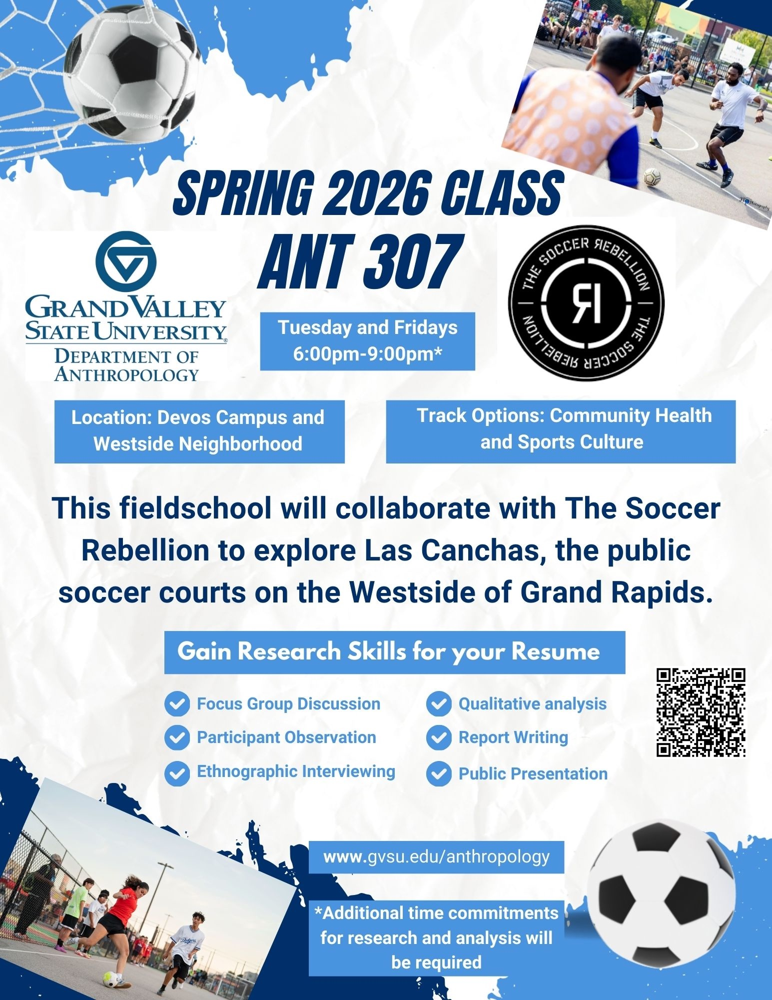 SPRING 2026 CLASS
ANT 307
GRAND VALLEY
STATE UNIVERSITY®
DEPARTMENT OF
ANTHROPOLOGY
Tuesday and Fridays
6:00pm-9:00pm*
THE SOCCER REBELLION | THE SOCCER REBELLION |
RI
Location: Devos Campus and
Westside Neighborhood
Track Options: Community Health
and Sports Culture
This fieldschool will collaborate with The Soccer
Rebellion to explore Las Canchas, the public
soccer courts on the Westside of Grand Rapids.
Gain Research Skills for your Resume
Focus Group Discussion
Participant Observation
Ethnographic Interviewing
Qualitative analysis
Report Writing
Public Presentation
Dodgers
www.gvsu.edu/anthropology
*Additional time commitments
for research and analysis will
be required